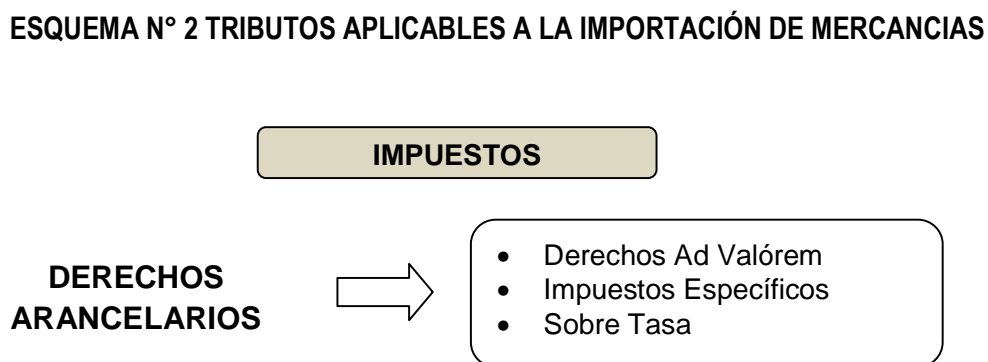 ESQUEMA N° 2 TRIBUTOS APLICABLES A LA IMPORTACIÓN DE MERCANCIAS
IMPUESTOS
DERECHOS
ARANCELARIOS
• Derechos Ad Valórem
• Impuestos Específicos
• Sobre Tasa